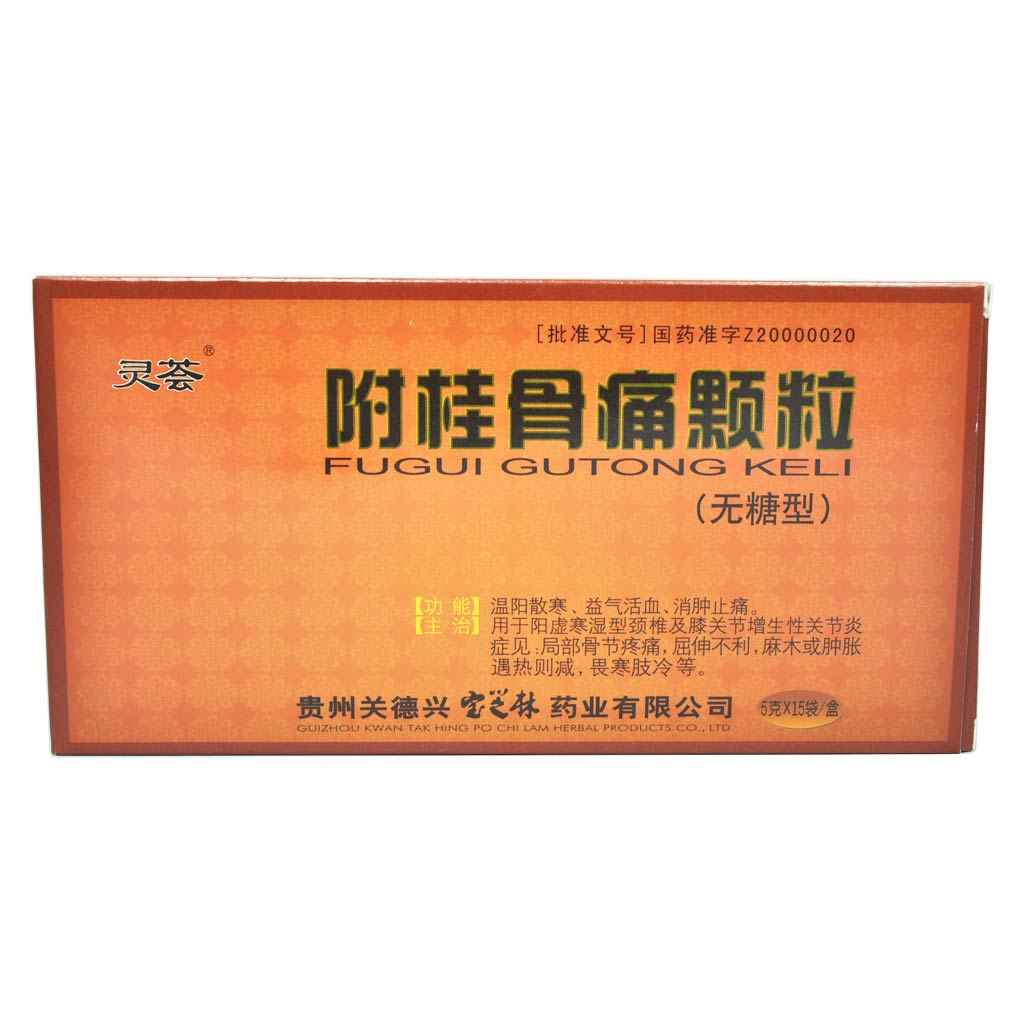 [批准文号]国药准字Z20000020
灵荟®
附桂骨痛颗粒
FUGUI GUTONG KELI
(无糖型)
【功能】温阳散寒、益气活血、消肿止痛。
【主治】用于阳虚寒湿型颈椎及膝关节增生性关节炎
症见:局部骨节疼痛,屈伸不利,麻木或肿胀
遇热则减,畏寒肢冷等。
贵州关德兴宝芝林药业有限公司
GUIZHOU KWAN TAK HING PO CHI LAM HERBAL PRODUCTS CO., LTD.
5克X15袋/盒